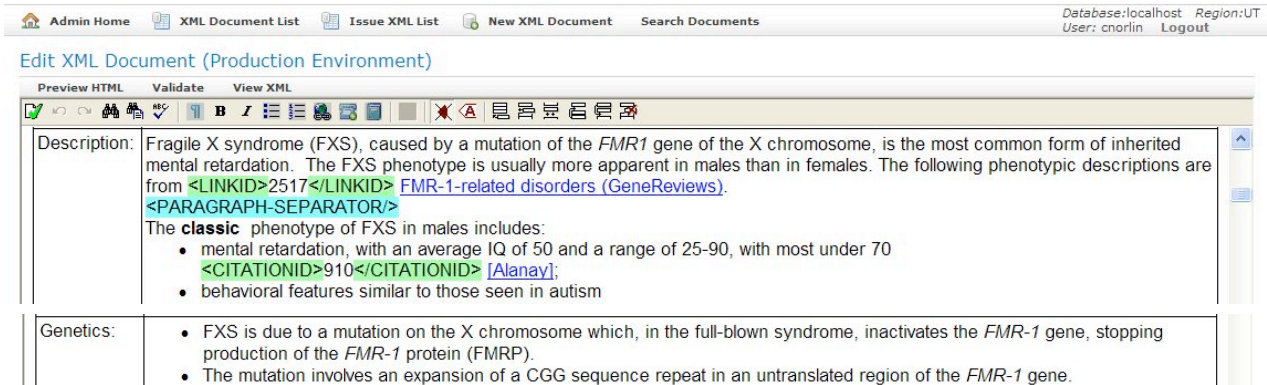 Admin Home XML Document List Issue XML List New XML Document Search Documents
Database:localhost Region:UT
User: cnorlin Logout
Edit XML Document (Production Environment)
Preview HTML Validate View XML
ABC ¶ B I A
Description: Fragile X syndrome (FXS), caused by a mutation of the FMR1 gene of the X chromosome, is the most common form of inherited
mental retardation. The FXS phenotype is usually more apparent in males than in females. The following phenotypic descriptions are
from <LINKID>2517</LINKID> FMR-1-related disorders (GeneReviews).
<PARAGRAPH-SEPARATOR/>
The classic phenotype of FXS in males includes:
• mental retardation, with an average IQ of 50 and a range of 25-90, with most under 70
<CITATIONID>910</CITATIONID> [Alanay];
• behavioral features similar to those seen in autism
Genetics: • FXS is due to a mutation on the X chromosome which, in the full-blown syndrome, inactivates the FMR-1 gene, stopping
production of the FMR-1 protein (FMRP).
• The mutation involves an expansion of a CGG sequence repeat in an untranslated region of the FMR-1 gene.